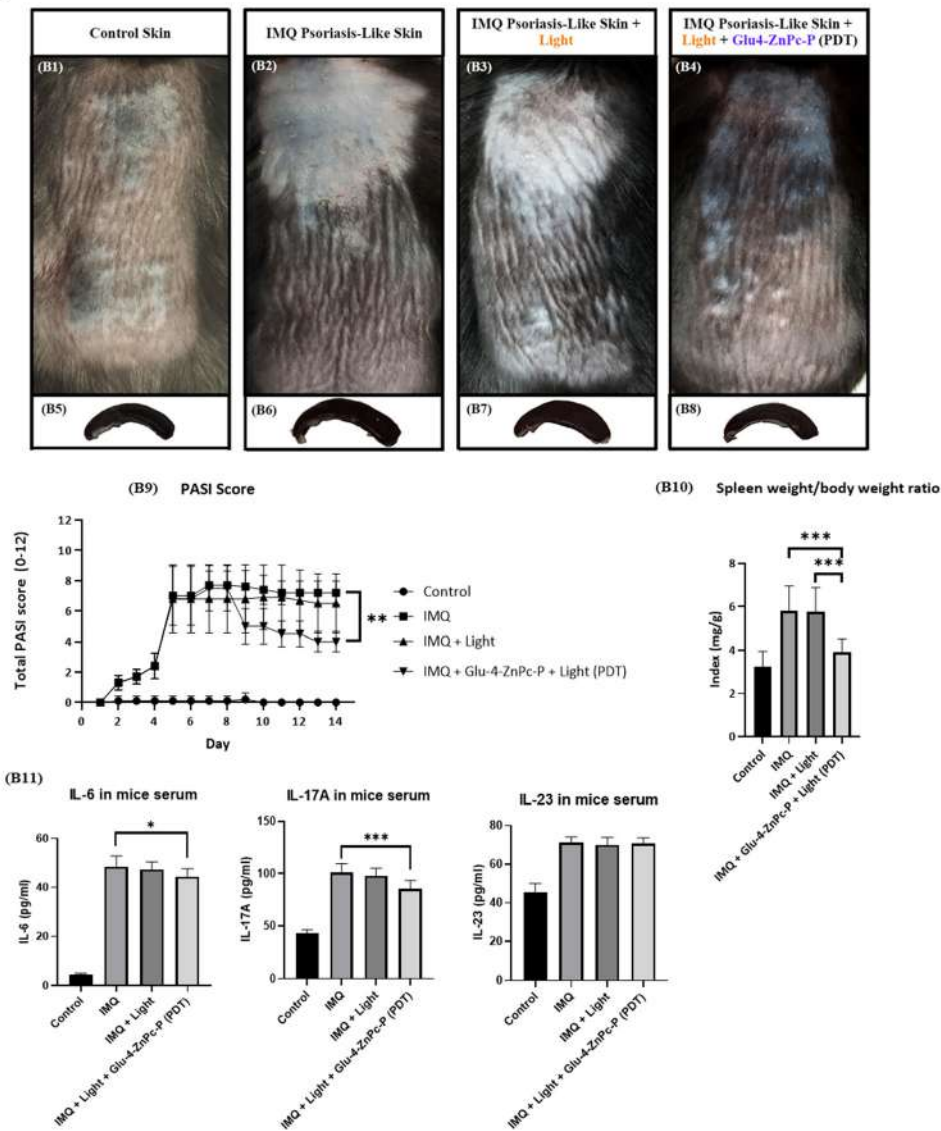 Control Skin
IMQ Psoriasis-Like Skin
IMQ Psoriasis-Like Skin +
Light
IMQ Psoriasis-Like Skin +
Light + Glu4-ZnPc-P (PDT)
(B1)
(B2)
(B3)
(B4)
(B5)
(B6)
(B7)
(B8)
(B9) PASI Score
Total PASI score (0-12)
12
10
8
6
4
2
0
0 2 4 6 8 10 12 14
Day
**
Control
IMQ
IMQ + Light
IMQ + Glu-4-ZnPc-P + Light (PDT)
(B10) Spleen weight/body weight ratio
Index (mg/g)
8
6
4
2
0
***
***
Control
IMQ
IMQ + Light
IMQ + Glu-4-ZnPc-P + Light (PDT)
(B11)
IL-6 in mice serum
IL-6 (pg/ml)
60
40
20
0
*
Control
IMQ
IMQ + Light
IMQ + Light + Glu-4-ZnPc-P (PDT)
IL-17A in mice serum
IL-17A (pg/ml)
150
100
50
0
***
Control
IMQ
IMQ + Light
IMQ + Light + Glu-4-ZnPc-P (PDT)
IL-23 in mice serum
IL-23 (pg/ml)
80
60
40
20
0
Control
IMQ
IMQ + Light
IMQ + Light + Glu-4-ZnPc-P (PDT)